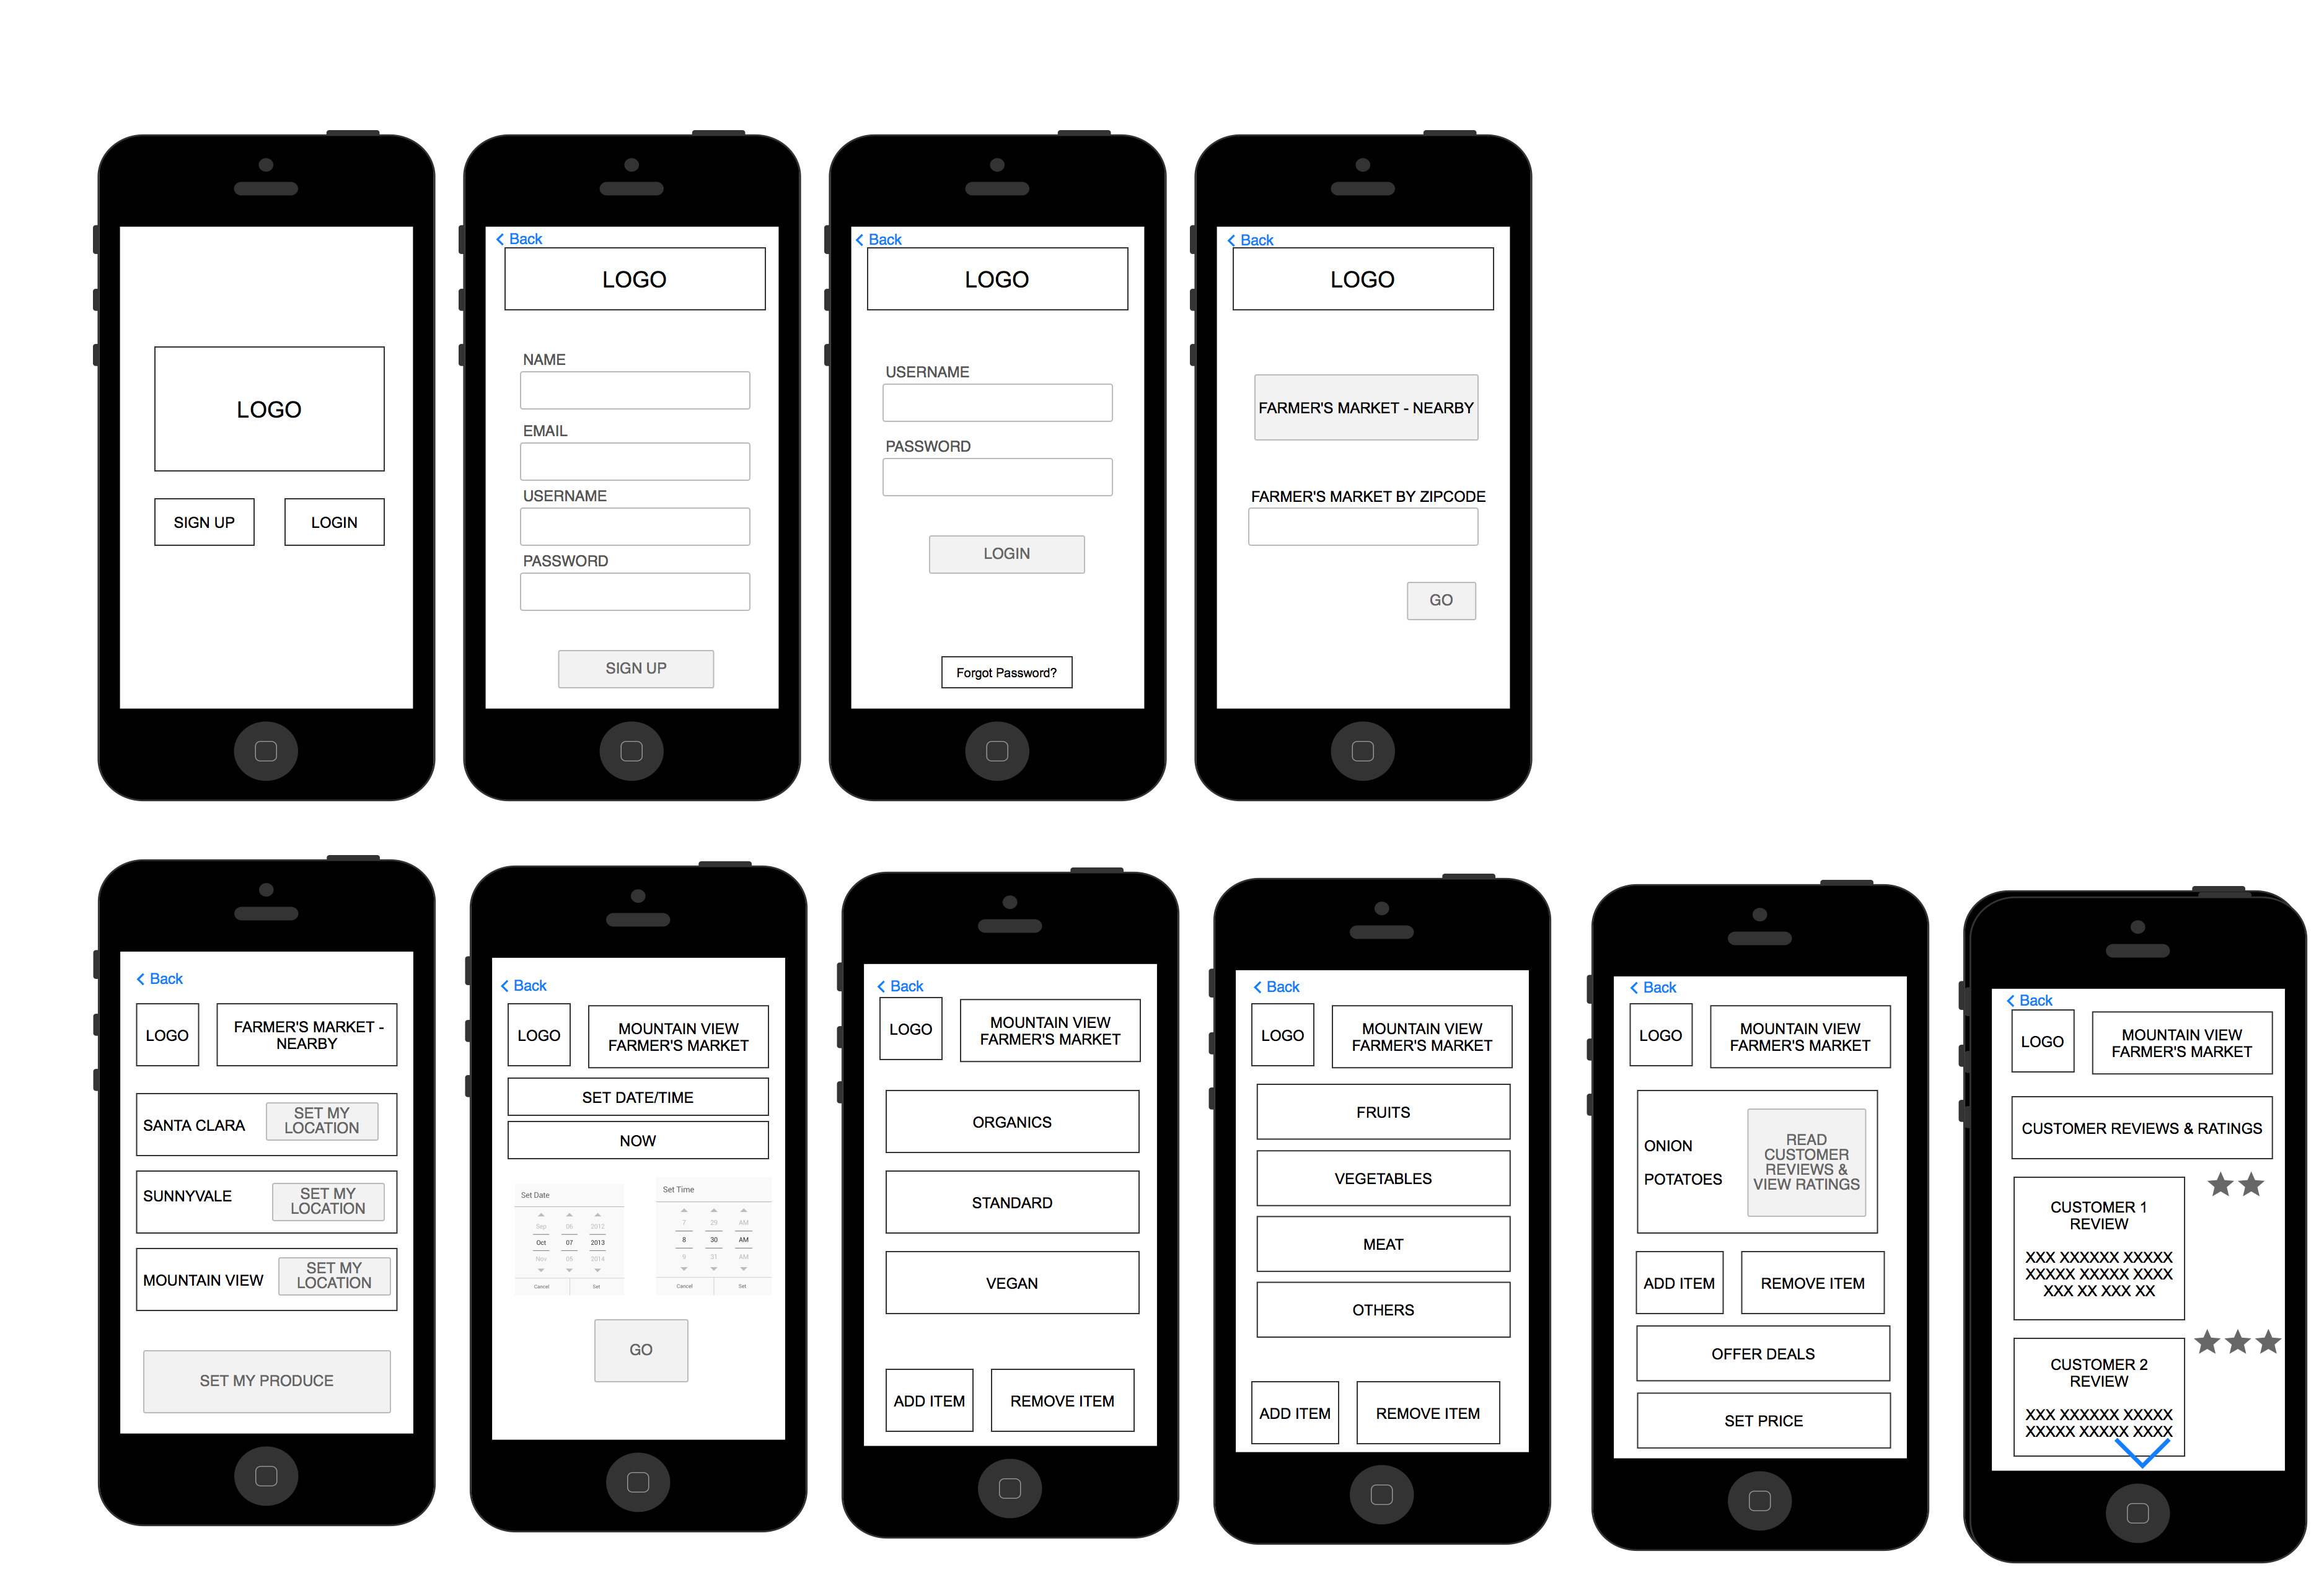 LOGO
SIGN UP
LOGIN
Back
LOGO
NAME
EMAIL
USERNAME
PASSWORD
SIGN UP
Back
LOGO
USERNAME
PASSWORD
LOGIN
Forgot Password?
Back
LOGO
FARMER'S MARKET - NEARBY
FARMER'S MARKET BY ZIPCODE
GO
Back
LOGO
FARMER'S MARKET -
NEARBY
SANTA CLARA
SET MY
LOCATION
SUNNYVALE
SET MY
LOCATION
MOUNTAIN VIEW
SET MY
LOCATION
SET MY PRODUCE
Back
LOGO
MOUNTAIN VIEW
FARMER'S MARKET
SET DATE/TIME
NOW
Set Date
Sep 06 2012
Oct 07 2013
Nov 08 2014
Cancel Set
Set Time
7 29 AM
8 30 AM
9 31 AM
Cancel Set
GO
Back
LOGO
MOUNTAIN VIEW
FARMER'S MARKET
ORGANICS
STANDARD
VEGAN
ADD ITEM
REMOVE ITEM
Back
LOGO
MOUNTAIN VIEW
FARMER'S MARKET
FRUITS
VEGETABLES
MEAT
OTHERS
ADD ITEM
REMOVE ITEM
Back
LOGO
MOUNTAIN VIEW
FARMER'S MARKET
ONION
POTATOES
READ
CUSTOMER
REVIEWS &
VIEW RATINGS
ADD ITEM
REMOVE ITEM
OFFER DEALS
SET PRICE
Back
LOGO
MOUNTAIN VIEW
FARMER'S MARKET
CUSTOMER REVIEWS & RATINGS
CUSTOMER 1
REVIEW
XXX XXXXXX XXXXX
XXXXX XXXXX XXXX
XXX XX XXX XX
CUSTOMER 2
REVIEW
XXX XXXXXX XXXXX
XXXXX XXXXX XXXX